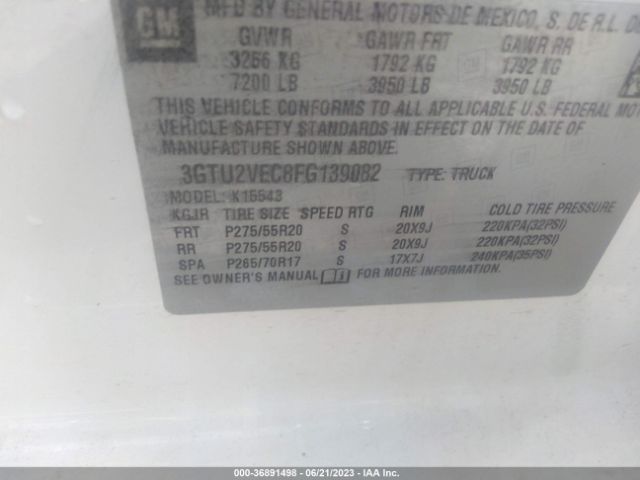 GM
MFD BY GENERAL MOTORS DE MEXICO, S. DE R.L.
GVWR GAWR FRT GAWR RR
3266 KG 1792 KG 1792 KG
7200 LB 3950 LB 3950 LB
THIS VEHICLE CONFORMS TO ALL APPLICABLE U.S. FEDERAL
VEHICLE SAFETY STANDARDS IN EFFECT ON THE DATE OF
MANUFACTURE SHOWN ABOVE.
3GTU2VEC8FG139082 TYPE: TRUCK
MODEL: K15543
KGJR TIRE SIZE SPEED RTG RIM COLD TIRE PRESSURE
FRT P275/55R20 S 20X9J 220KPA(32PSI)
RR P275/55R20 S 20X9J 220KPA(32PSI)
SPA P265/70R17 S 17X7J 240KPA(35PSI)
SEE OWNER'S MANUAL FOR MORE INFORMATION.
000-36891498 - 06/21/2023 - IAA Inc.